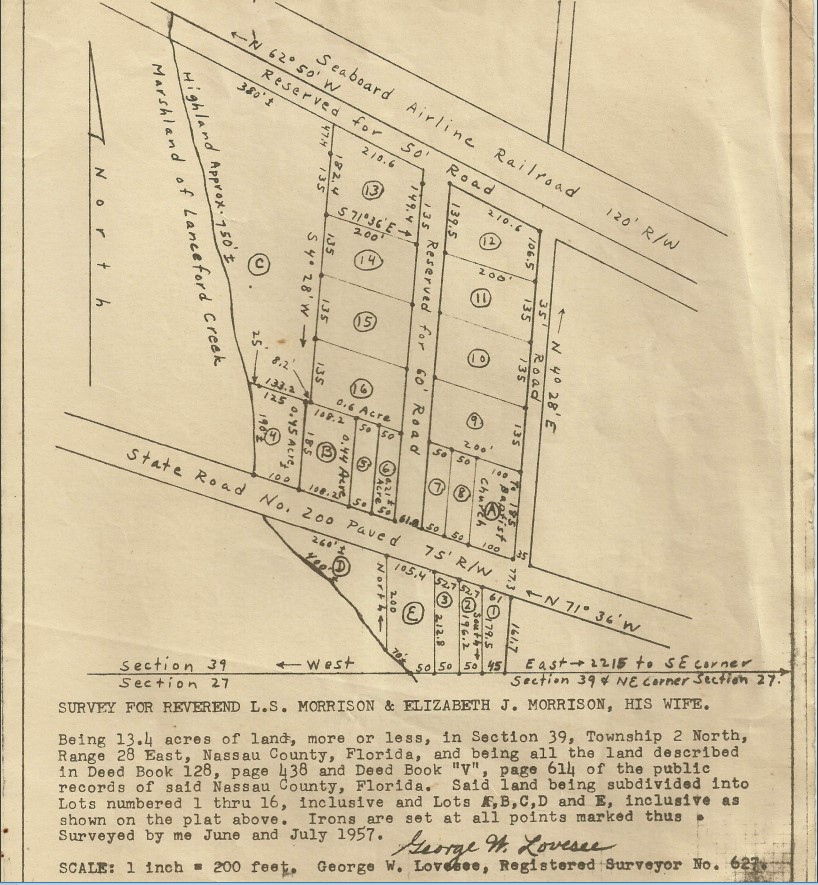 N 62° 50' W
Seaboard Airline Railroad 120' R/W
Reserved for 50' Road
380' ±
Highland Approx. 750' ±
Marshland of Lanceford Creek
North
47.4
182.4
210.6
135
13
149.4
S 71° 36' E
200'
135
S 4° 28' W
14
135
15
135
16
0.6 Acre
C
135 Reserved for 60' Road
139.5
210.6
12
106.5
200'
11
135
35' Road
N 4° 28' E
10
135
9
135
200'
25'
8.2'
133.2
125
190 ±
4
0.45 Acre ±
100
185
108.2
B
0.44 Acre
108.2
50
50
5
6
0.21 ± Acre
50
50
61.8
50
50
7
8
50
50
100
A
Baptist Church
185
100
35
State Road No. 200 Paved 75' R/W
77.3
N 71° 36' W
260' ±
D
400' ±
North
200
70' ±
105.4
E
52.7
3
212.8
52.7
2
196.2
South
61
1
179.5
161.7
50
50
50
45
Section 39
West
East → 2215 to SE corner
Section 27
Section 39 & NE Corner Section 27.
SURVEY FOR REVEREND L.S. MORRISON & ELIZABETH J. MORRISON, HIS WIFE.
Being 13.4 acres of land, more or less, in Section 39, Township 2 North,
Range 28 East, Nassau County, Florida, and being all the land described
in Deed Book 128, page 438 and Deed Book "V", page 614 of the public
records of said Nassau County, Florida. Said land being subdivided into
Lots numbered 1 thru 16, inclusive and Lots A,B,C,D and E, inclusive as
shown on the plat above. Irons are set at all points marked thus •
Surveyed by me June and July 1957.
George W. Lovesee
SCALE: 1 inch = 200 feet. George W. Lovesee, Registered Surveyor No. 627.